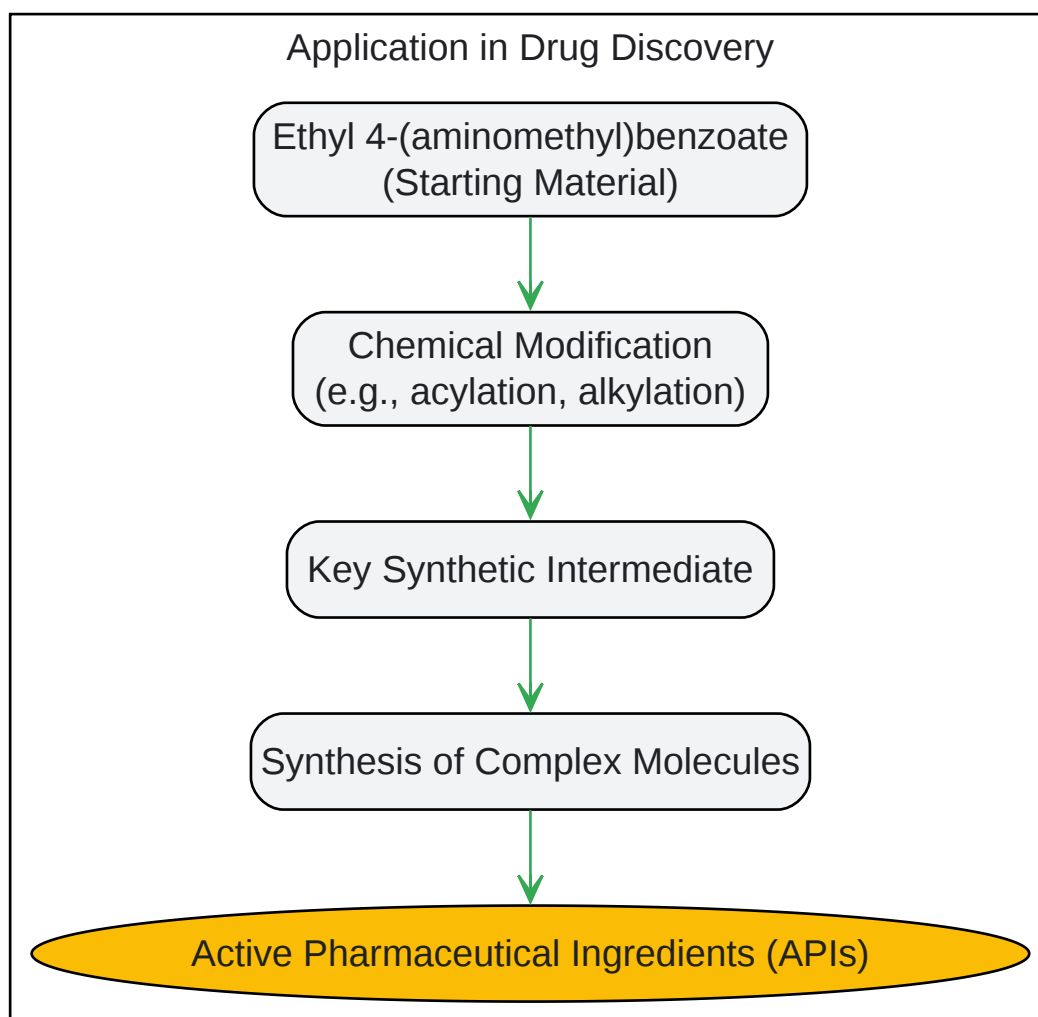 Application in Drug Discovery
Ethyl 4-(aminomethyl)benzoate
(Starting Material)
Chemical Modification
(e.g., acylation, alkylation)
Key Synthetic Intermediate
Synthesis of Complex Molecules
Active Pharmaceutical Ingredients (APIs)